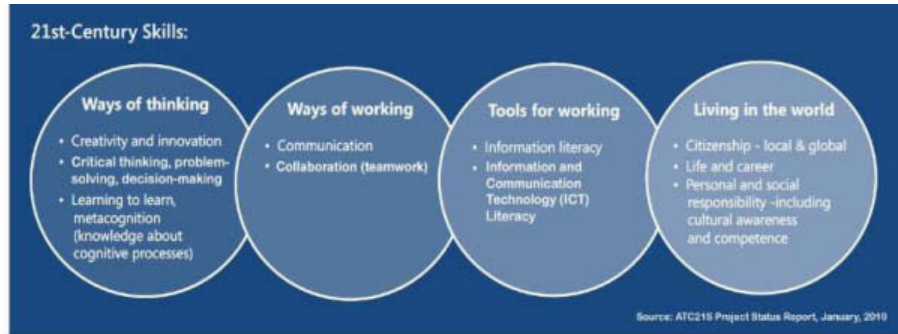 21st-Century Skills:
Ways of thinking
• Creativity and innovation
• Critical thinking, problem-
solving, decision-making
• Learning to learn,
metacognition
(knowledge about
cognitive processes)
Ways of working
• Communication
• Collaboration (teamwork)
Tools for working
• Information literacy
• Information and
Communication
Technology (ICT)
Literacy
Living in the world
• Citizenship - local & global
• Life and career
• Personal and social
responsibility -including
cultural awareness
and competence
Source: ATC21S Project Status Report, January, 2010